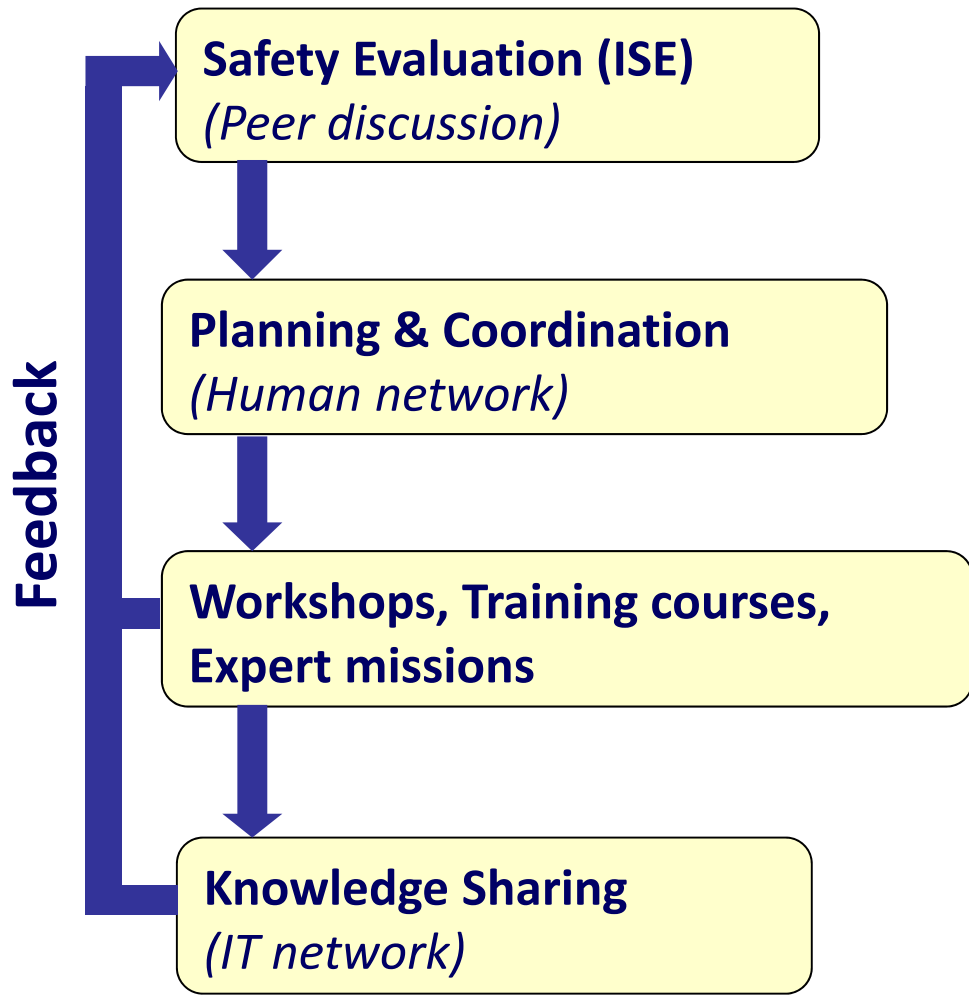 Safety Evaluation (ISE)
(Peer discussion)
Planning & Coordination
(Human network)
Feedback
Workshops, Training courses,
Expert missions
Knowledge Sharing
(IT network)